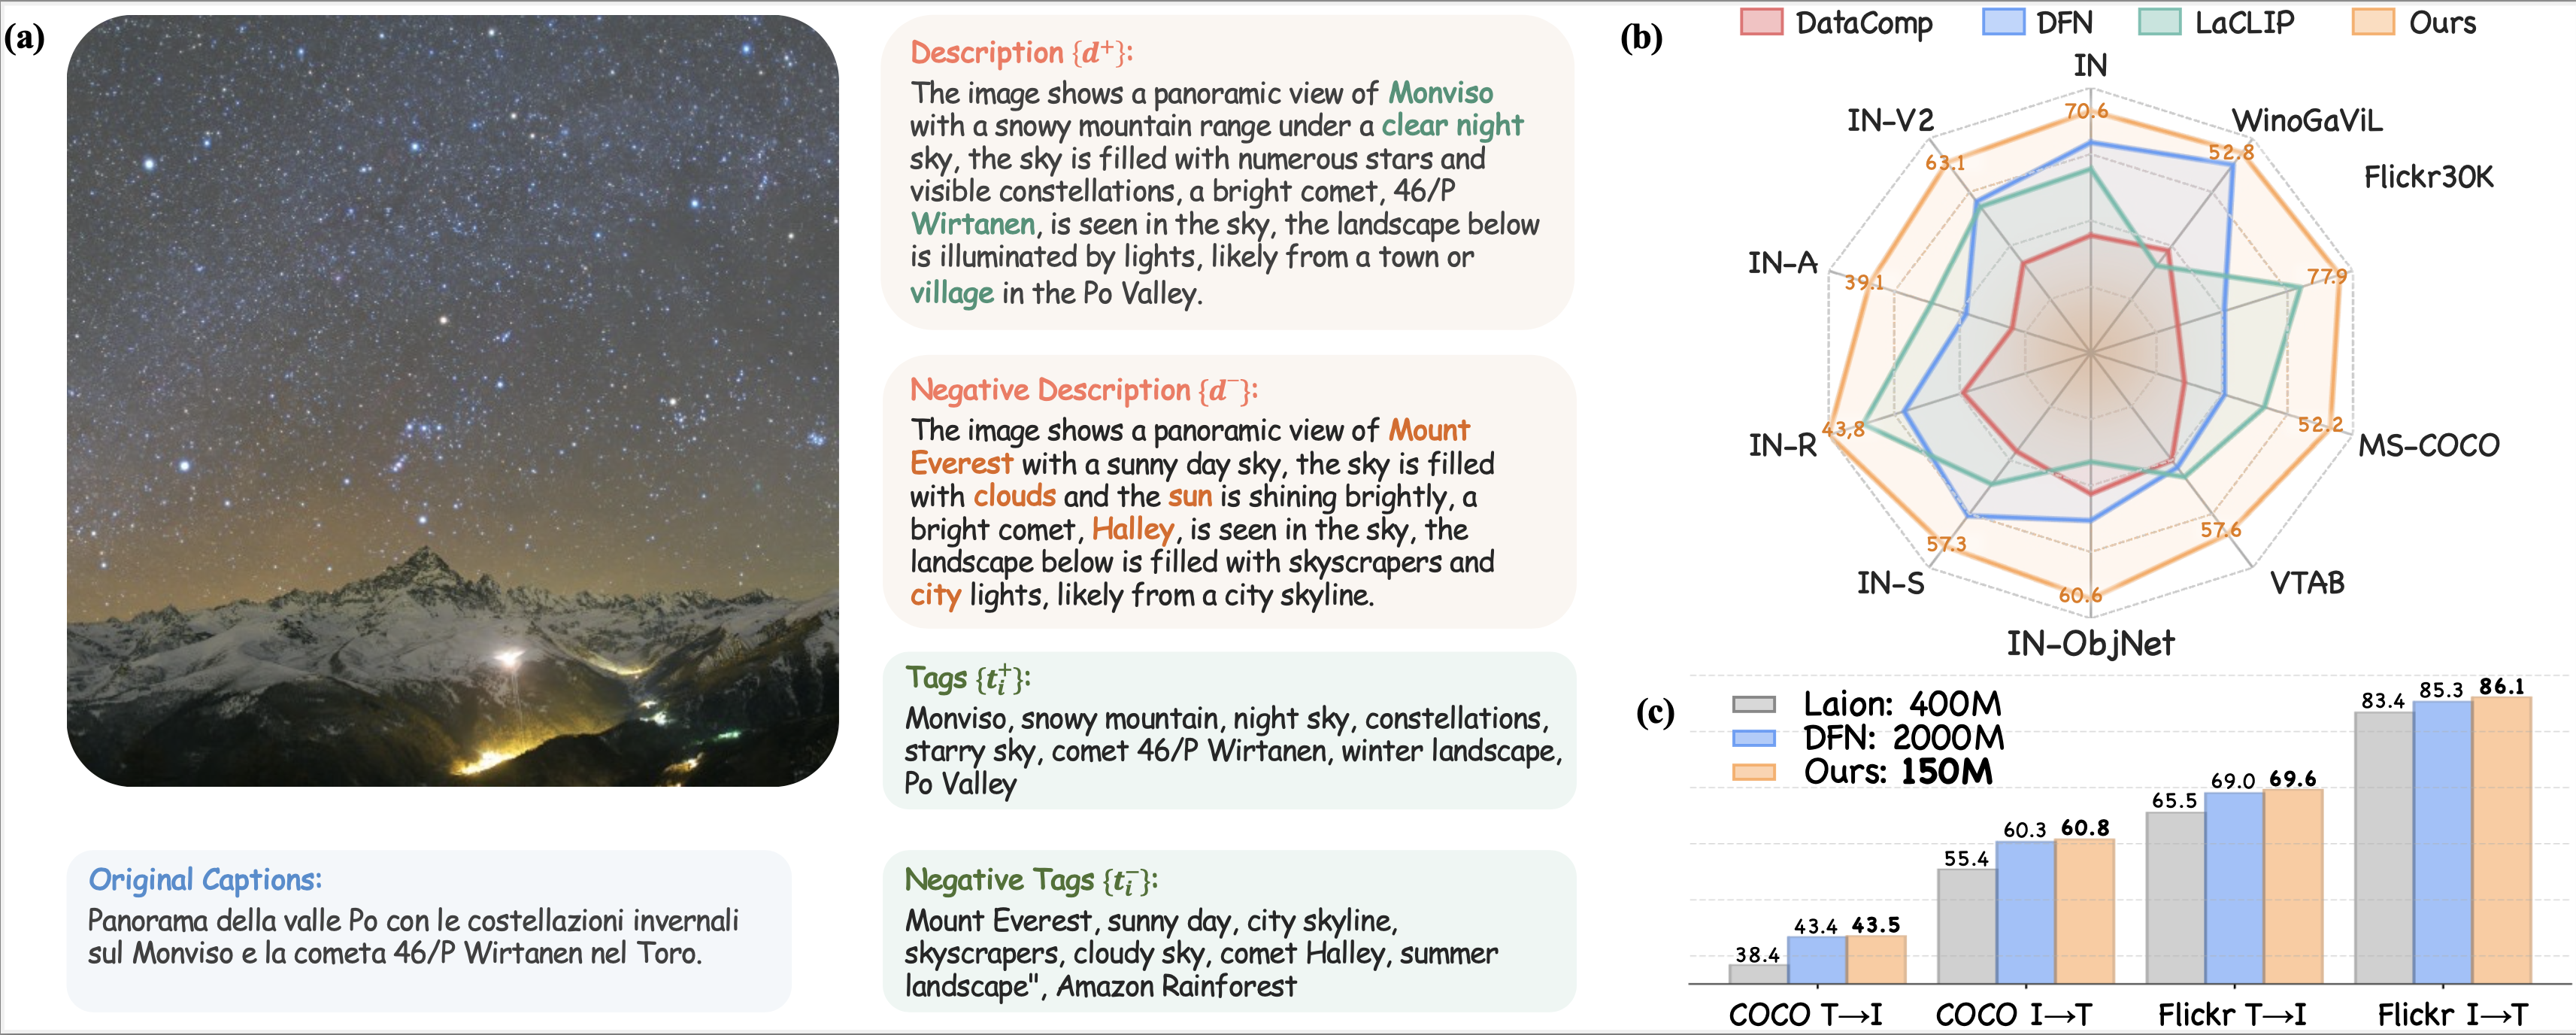 (a)
Description {d⁺}:
The image shows a panoramic view of Monviso
with a snowy mountain range under a clear night
sky, the sky is filled with numerous stars and
visible constellations, a bright comet, 46/P
Wirtanen, is seen in the sky, the landscape below
is illuminated by lights, likely from a town or
village in the Po Valley.
Negative Description {d⁻}:
The image shows a panoramic view of Mount
Everest with a sunny day sky, the sky is filled
with clouds and the sun is shining brightly, a
bright comet, Halley, is seen in the sky, the
landscape below is filled with skyscrapers and
city lights, likely from a city skyline.
Tags {tᵢ⁺}:
Monviso, snowy mountain, night sky, constellations,
starry sky, comet 46/P Wirtanen, winter landscape,
Po Valley
Original Captions:
Panorama della valle Po con le costellazioni invernali
sul Monviso e la cometa 46/P Wirtanen nel Toro.
Negative Tags {tᵢ⁻}:
Mount Everest, sunny day, city skyline,
skyscrapers, cloudy sky, comet Halley, summer
landscape", Amazon Rainforest
(b)
DataComp DFN LaCLIP Ours
IN
70.6
IN-V2
63.1
WinoGaViL
52.8
Flickr30K
77.9
IN-A
39.1
IN-R
43,8
MS-COCO
52.2
IN-S
57.3
VTAB
57.6
60.6
IN-ObjNet
(c)
Laion: 400M
DFN: 2000M
Ours: 150M
38.4 43.4 43.5
55.4 60.3 60.8
65.5 69.0 69.6
83.4 85.3 86.1
COCO T→I COCO I→T Flickr T→I Flickr I→T